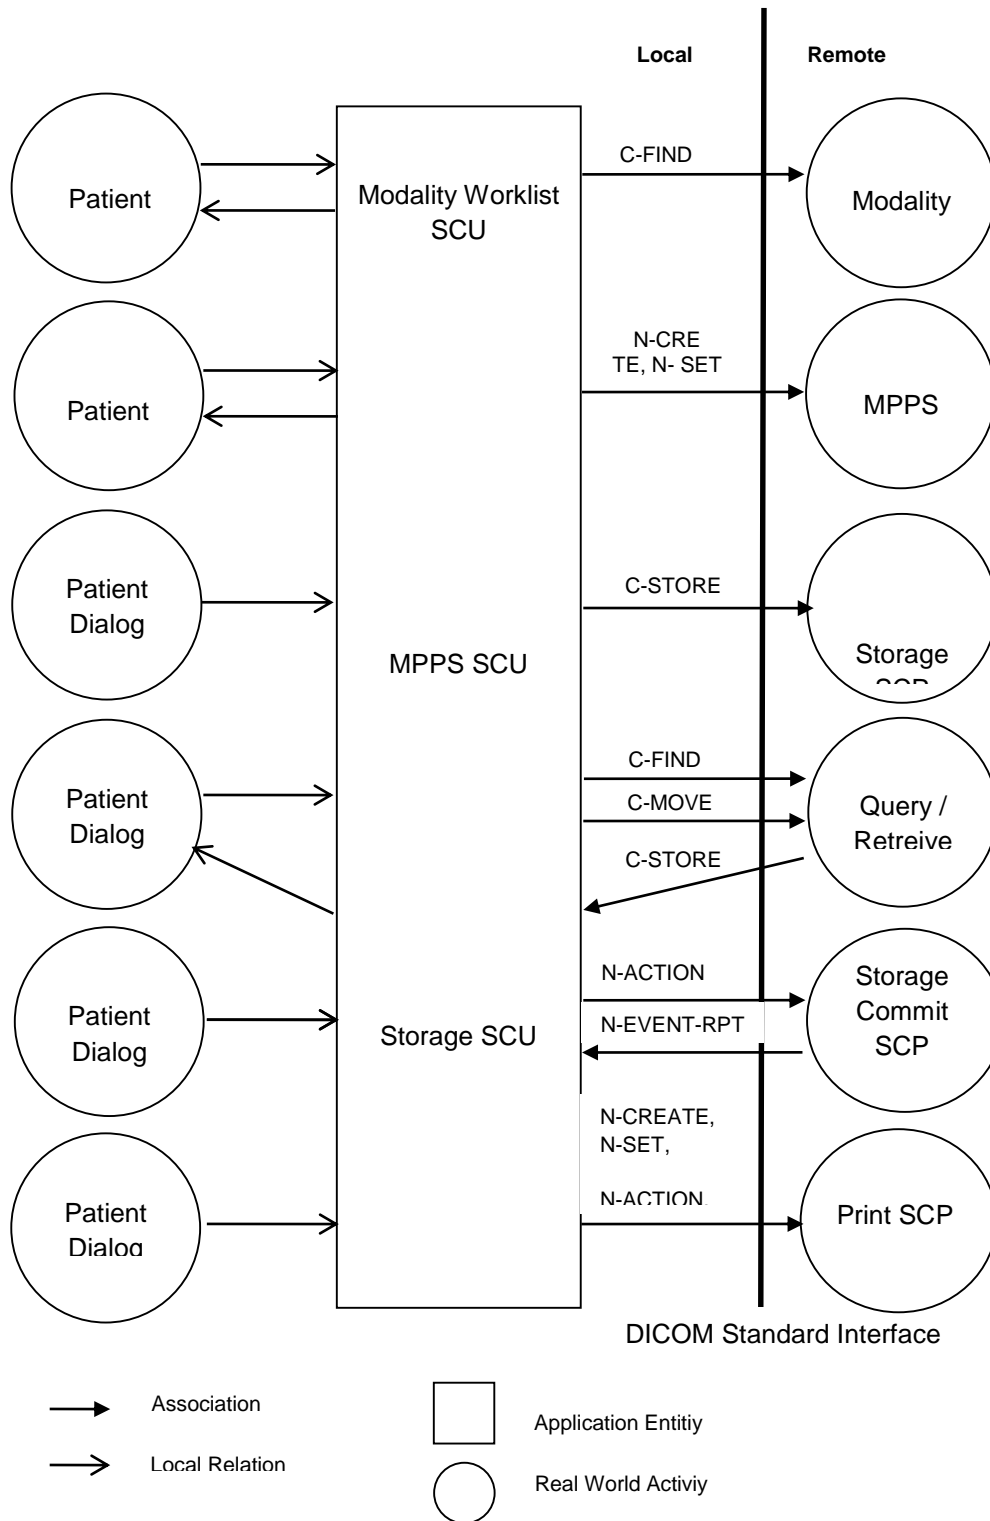 Local Remote
Patient
Modality Worklist
SCU
C-FIND
Modality
Patient
N-CRE
TE, N- SET
MPPS
Patient
Dialog
MPPS SCU
C-STORE
Storage
SCP
Patient
Dialog
C-FIND
C-MOVE
C-STORE
Query /
Retreive
Patient
Dialog
Storage SCU
N-ACTION
N-EVENT-RPT
Storage
Commit
SCP
Patient
Dialog
N-CREATE,
N-SET,
N-ACTION
Print SCP
DICOM Standard Interface
Association
Local Relation
Application Entitiy
Real World Activiy